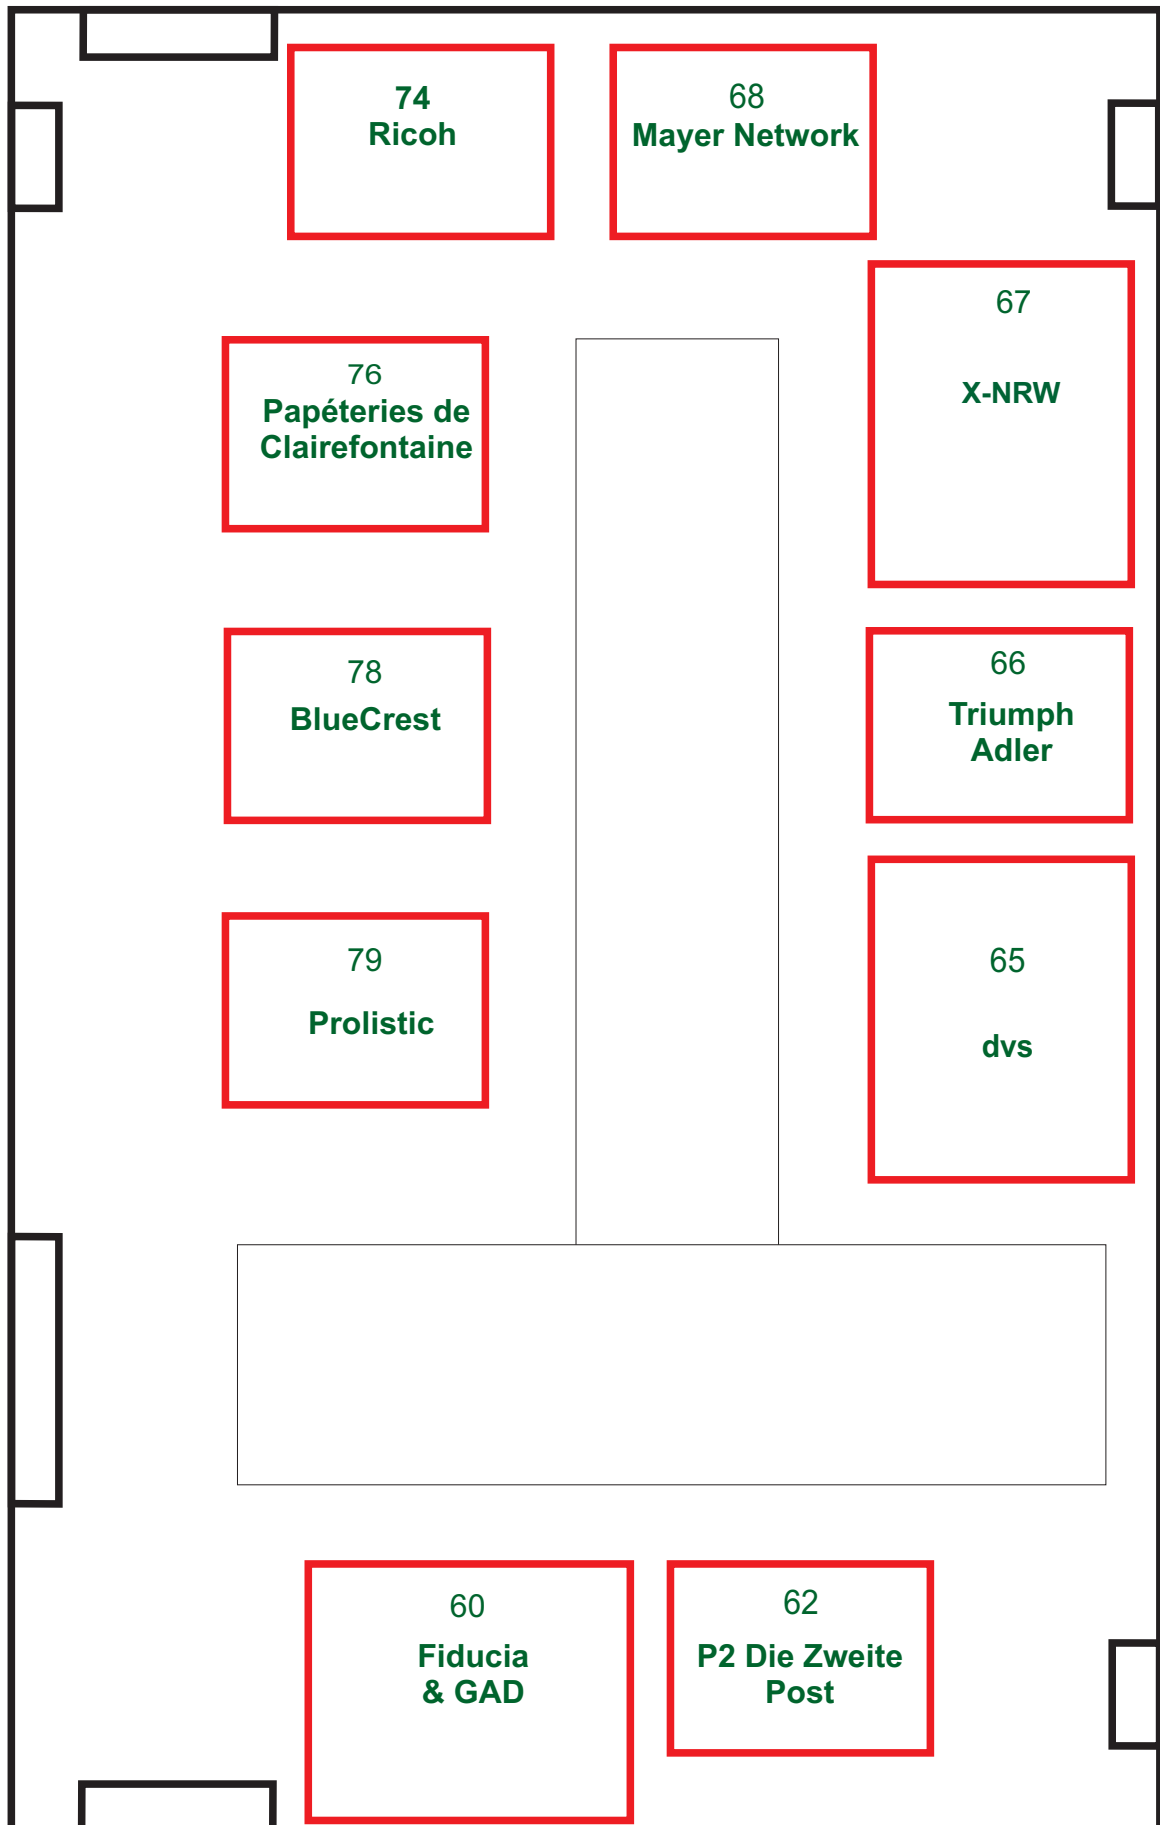 74
Ricoh
68
Mayer Network
67
X-NRW
76
Papéteries de
Clairefontaine
78
BlueCrest
66
Triumph
Adler
79
Prolistic
65
dvs
60
Fiducia
& GAD
62
P2 Die Zweite
Post